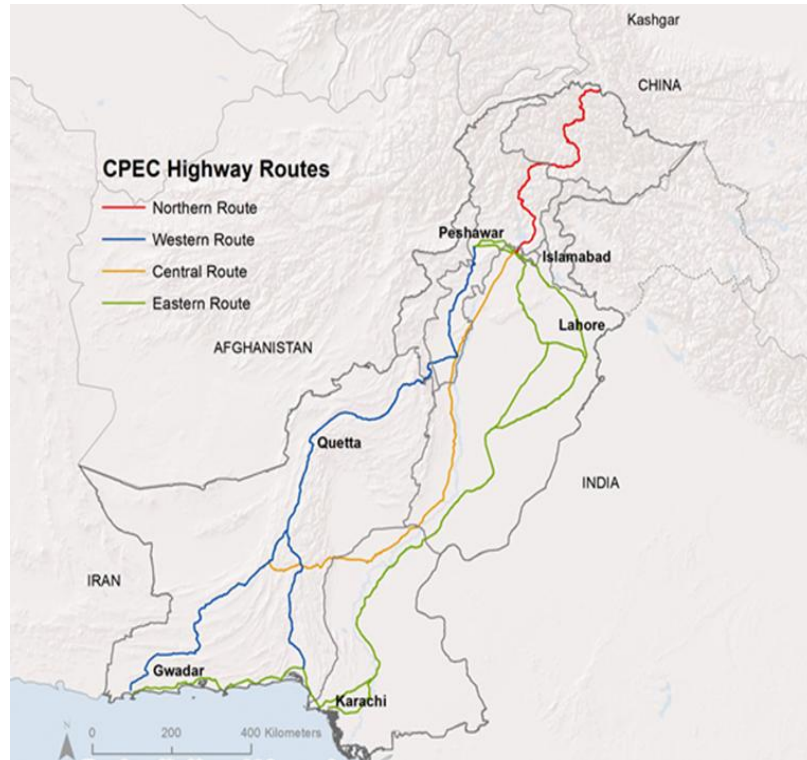 Kashgar
CHINA
CPEC Highway Routes
Northern Route
Western Route
Central Route
Eastern Route
Peshawar
Islamabad
Lahore
AFGHANISTAN
Quetta
INDIA
IRAN
Gwadar
Karachi
N
0 200 400 Kilometers